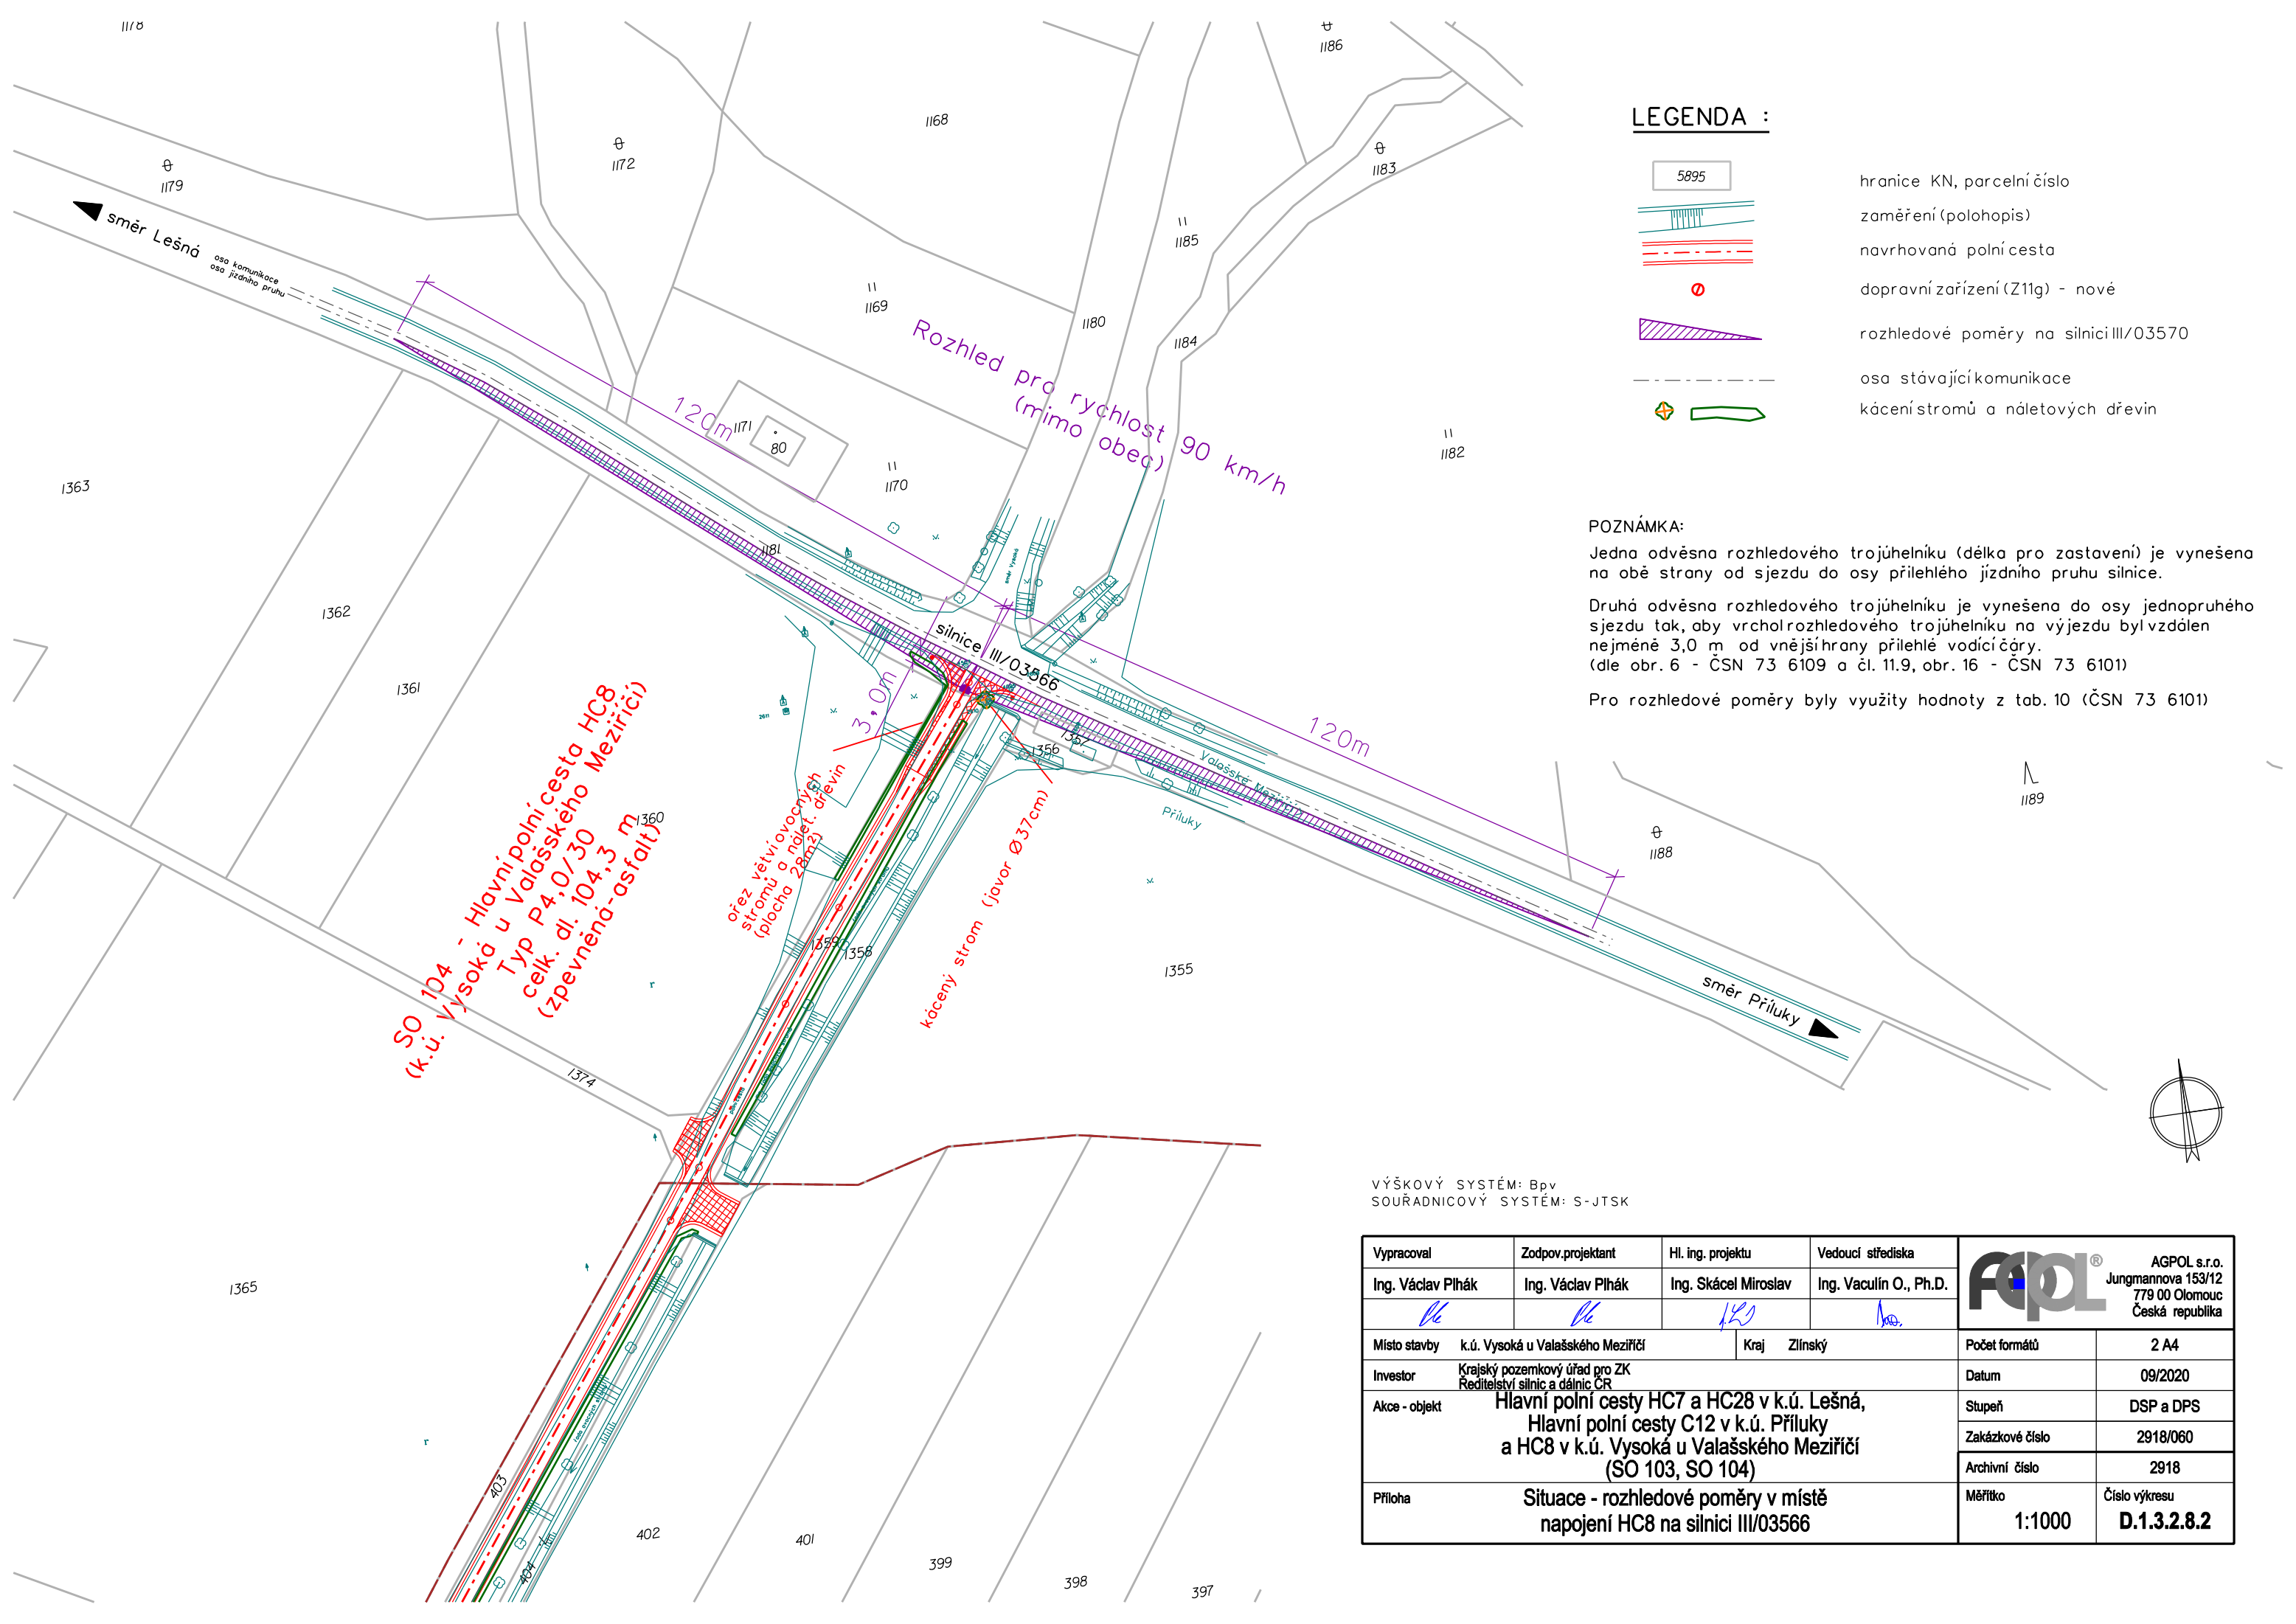 1178
1186
1168
1172
1183
1179
1185
směr Lešná
osa komunikace
osa jízdního pruhu
1169
1180
1184
Rozhled pro rychlost 90 km/h
(mimo obec)
120m
1171
80
1170
1182
1363
1181
směr Vysoká
1362
silnice III/03566
1361
3,0m
120m
1357
1356
Valašské Meziříčí
Příluky
1360
1189
1188
SO 104 - Hlavní polní cesta HC8
(k.ú. Vysoká u Valašského Meziříčí)
Typ P4,0/30
celk. dl. 104,3 m
(zpevněná-asfalt)
ořez větví ovocných
stromů a nálet. dřevin
(plocha 28m2)
kácený strom (javor Ø37cm)
1359
1358
1355
směr Příluky
1374
1365
403
404
402
401
399
398
397
LEGENDA :
5895
hranice KN, parcelní číslo
zaměření (polohopis)
navrhovaná polní cesta
dopravní zařízení (Z11g) - nové
rozhledové poměry na silnici III/03570
osa stávající komunikace
kácení stromů a náletových dřevin
POZNÁMKA:
Jedna odvěsna rozhledového trojúhelníku (délka pro zastavení) je vynešena
na obě strany od sjezdu do osy přilehlého jízdního pruhu silnice.
Druhá odvěsna rozhledového trojúhelníku je vynešena do osy jednopruhého
sjezdu tak, aby vrchol rozhledového trojúhelníku na výjezdu byl vzdálen
nejméně 3,0 m od vnější hrany přilehlé vodící čáry.
(dle obr. 6 - ČSN 73 6109 a čl. 11.9, obr. 16 - ČSN 73 6101)
Pro rozhledové poměry byly využity hodnoty z tab. 10 (ČSN 73 6101)
VÝŠKOVÝ SYSTÉM: Bpv
SOUŘADNICOVÝ SYSTÉM: S-JTSK
Vypracoval
Zodpov.projektant
Hl. ing. projektu
Vedoucí střediska
Ing. Václav Plhák
Ing. Václav Plhák
Ing. Skácel Miroslav
Ing. Vaculín O., Ph.D.
AGPOL®
AGPOL s.r.o.
Jungmannova 153/12
779 00 Olomouc
Česká republika
Místo stavby k.ú. Vysoká u Valašského Meziříčí
Kraj Zlínský
Počet formátů 2 A4
Investor
Krajský pozemkový úřad pro ZK
Ředitelství silnic a dálnic ČR
Datum 09/2020
Akce - objekt
Hlavní polní cesty HC7 a HC28 v k.ú. Lešná,
Hlavní polní cesty C12 v k.ú. Příluky
a HC8 v k.ú. Vysoká u Valašského Meziříčí
(SO 103, SO 104)
Stupeň DSP a DPS
Zakázkové číslo 2918/060
Archivní číslo 2918
Příloha
Situace - rozhledové poměry v místě
napojení HC8 na silnici III/03566
Měřítko
1:1000
Číslo výkresu
D.1.3.2.8.2